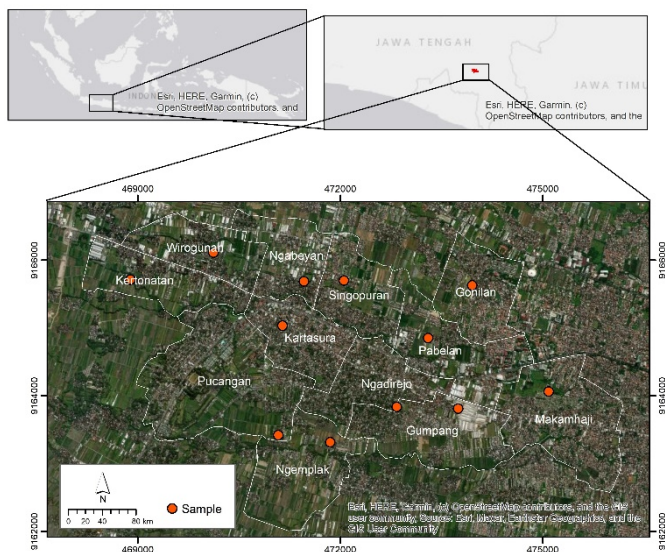 INDONESIA
Esri, HERE, Garmin, (c)
OpenStreetMap contributors, and
JAWA TENGAH
JAWA TIMU
Esri, HERE, Garmin, (c)
OpenStreetMap contributors, and the
469000 472000 475000
9166000 9166000
Wirogunan
Ngabeyan
Kertonatan
Singopuran
Gonilan
Kartasura
Pabelan
Pucangan
Ngadirejo
9164000 9164000
Makamhaji
Gumpang
Ngemplak
N
0 20 40 80 km
Sample
Esri, HERE, Garmin, (c) OpenStreetMap contributors, and the GIS
user community, Source: Esri, Maxar, Earthstar Geographics, and the
GIS User Community
9162000 9162000
469000 472000 475000